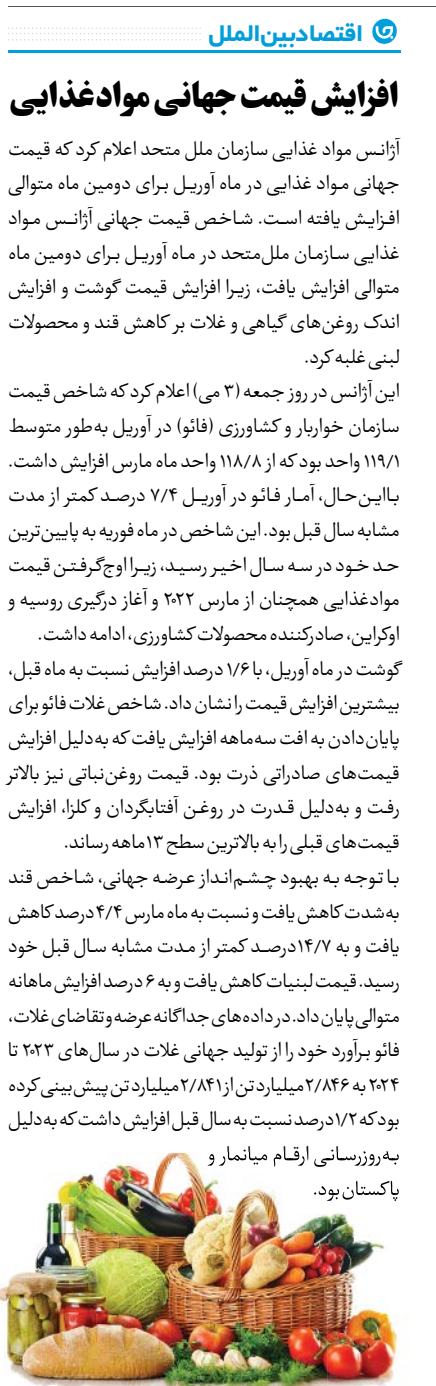 اقتصادبین‌الملل
افزایش قیمت جهانی موادغذایی
آژانس مواد غذایی سازمان ملل متحد اعلام کرد که قیمت
جهانی مواد غذایی در ماه آوریل برای دومین ماه متوالی
افزایش یافته است. شاخص قیمت جهانی آژانس مواد
غذایی سازمان ملل‌متحد در ماه آوریل برای دومین ماه
متوالی افزایش یافت، زیرا افزایش قیمت گوشت و افزایش
اندک روغن‌های گیاهی و غلات بر کاهش قند و محصولات
لبنی غلبه کرد.
این آژانس در روز جمعه (۳ می) اعلام کرد که شاخص قیمت
سازمان خواربار و کشاورزی (فائو) در آوریل به‌طور متوسط
۱۱۹/۱ واحد بود که از ۱۱۸/۸ واحد ماه مارس افزایش داشت.
بااین‌حال، آمار فائو در آوریل ۷/۴ درصد کمتر از مدت
مشابه سال قبل بود. این شاخص در ماه فوریه به پایین‌ترین
حد خود در سه سال اخیر رسید، زیرا اوج‌گرفتن قیمت
موادغذایی همچنان از مارس ۲۰۲۲ و آغاز درگیری روسیه و
اوکراین، صادرکننده محصولات کشاورزی، ادامه داشت.
گوشت در ماه آوریل، با ۱/۶ درصد افزایش نسبت به ماه قبل،
بیشترین افزایش قیمت را نشان داد. شاخص غلات فائو برای
پایان‌دادن به افت سه‌ماهه افزایش یافت که به‌دلیل افزایش
قیمت‌های صادراتی ذرت بود. قیمت روغن‌نباتی نیز بالاتر
رفت و به‌دلیل قدرت در روغن آفتابگردان و کلزا، افزایش
قیمت‌های قبلی را به بالاترین سطح ۱۳ماهه رساند.
با توجه به بهبود چشم‌انداز عرضه جهانی، شاخص قند
به‌شدت کاهش یافت و نسبت به ماه مارس ۴/۴ درصد کاهش
یافت و به ۱۴/۷درصد کمتر از مدت مشابه سال قبل خود
رسید. قیمت لبنیات کاهش یافت و به ۶ درصد افزایش ماهانه
متوالی پایان داد. در داده‌های جداگانه عرضه و تقاضای غلات،
فائو برآورد خود را از تولید جهانی غلات در سال‌های ۲۰۲۳ تا
۲۰۲۴ به ۲/۸۴۶ میلیارد تن از ۲/۸۴۱ میلیارد تن پیش‌بینی کرده
بود که ۱/۲درصد نسبت به سال قبل افزایش داشت که به‌دلیل
به‌روزرسانی ارقام میانمار و
پاکستان بود.